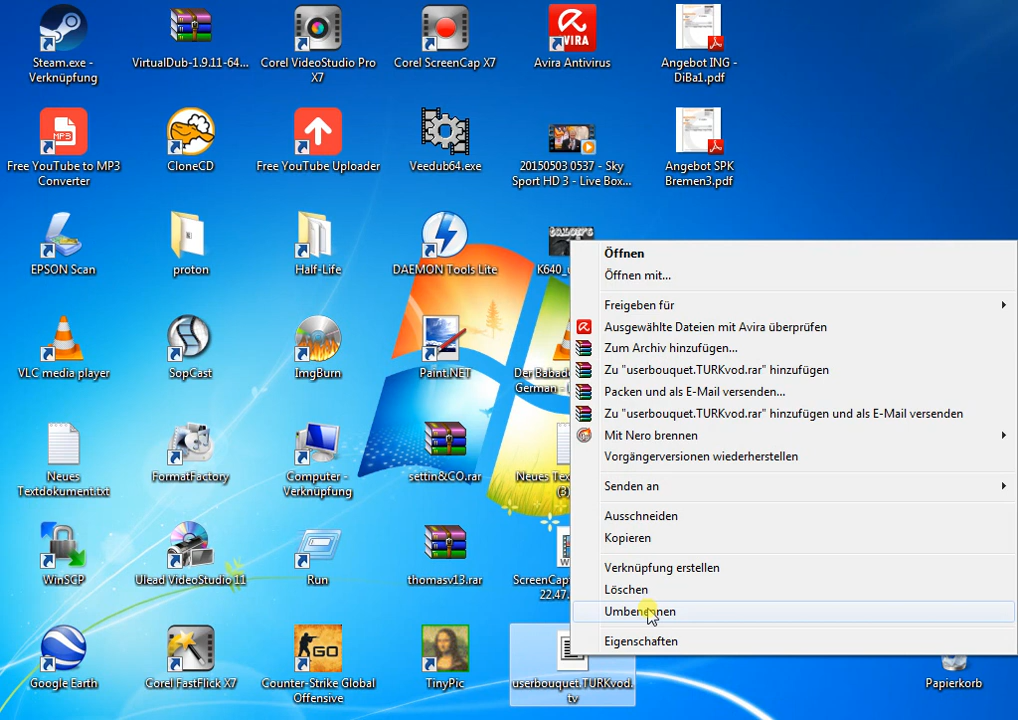 Steam.exe -
Verknüpfung
VirtualDub-1.9.11-64...
Corel VideoStudio Pro
X7
Corel ScreenCap X7
AVIRA
Avira Antivirus
Angebot ING -
DiBa1.pdf
MP3
Free YouTube to MP3
Converter
CloneCD
Free YouTube Uploader
Veedub64.exe
20150503 0537 - Sky
Sport HD 3 - Live Box...
Angebot SPK
Bremen3.pdf
EPSON Scan
proton
Half-Life
DAEMON Tools Lite
VLC media player
SopCast
ImgBurn
Paint.NET
German -
Neues
Textdokument.txt
FormatFactory
Computer -
Verknüpfung
settin&GO.rar
(3)
WinSCP
Ulead VideoStudio 11
Run
thomasv13.rar
22.47.
Google Earth
Corel FastFlick X7
GO
Counter-Strike Global
Offensive
TinyPic
userbouquet.TURKvod.
tv
Papierkorb
Öffnen
Öffnen mit...
Freigeben für
Ausgewählte Dateien mit Avira überprüfen
Zum Archiv hinzufügen...
Zu "userbouquet.TURKvod.rar" hinzufügen
Packen und als E-Mail versenden...
Zu "userbouquet.TURKvod.rar" hinzufügen und als E-Mail versenden
Mit Nero brennen
Vorgängerversionen wiederherstellen
Senden an
Ausschneiden
Kopieren
Verknüpfung erstellen
Löschen
Umbenennen
Eigenschaften